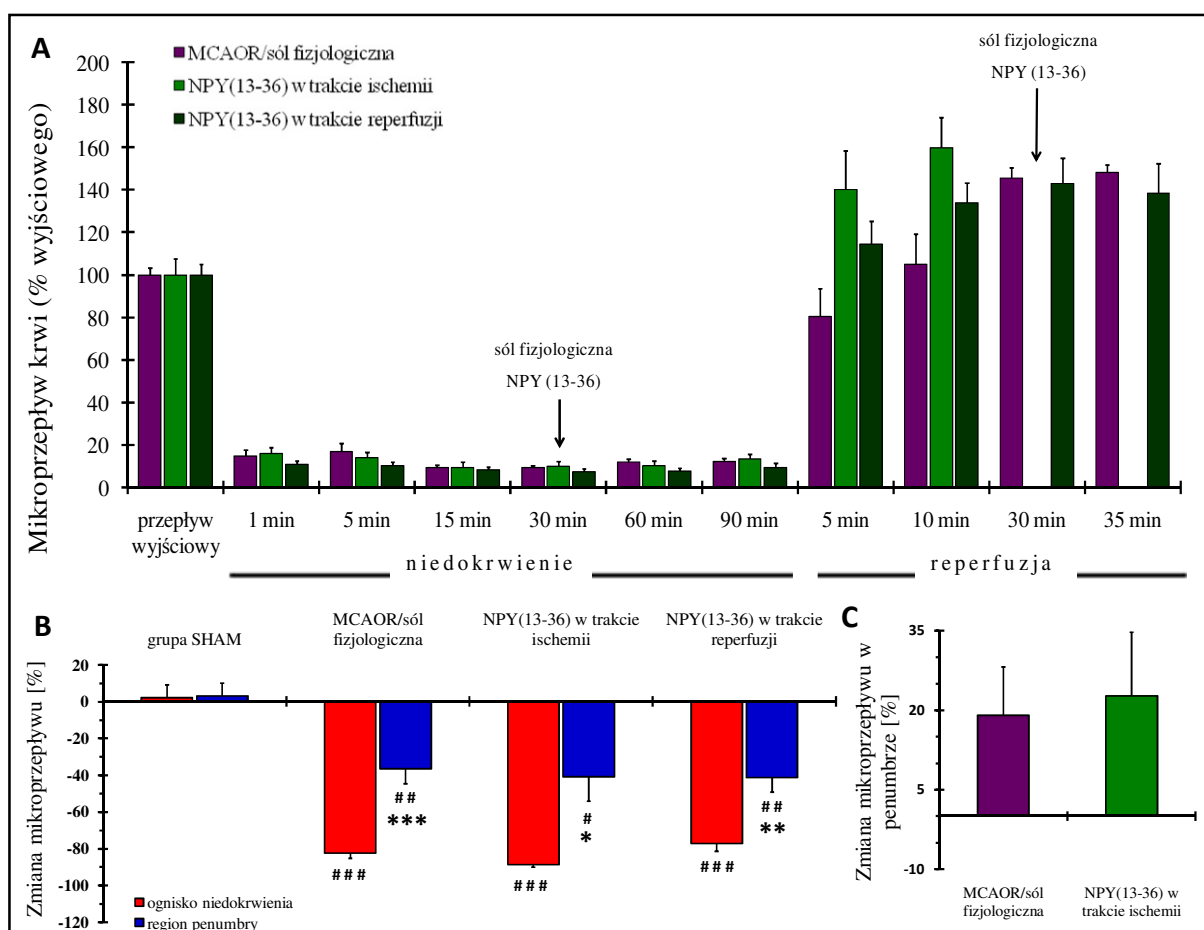 A
MCAOR/sól fizjologiczna
NPY(13-36) w trakcie ischemii
NPY(13-36) w trakcie reperfuzji
sól fizjologiczna
NPY (13-36)
Mikroprzepływ krwi (% wyjściowego)
200
180
160
140
120
100
80
60
40
20
0
sól fizjologiczna
NPY (13-36)
przepływ
wyjściowy
1 min
5 min
15 min
30 min
60 min
90 min
5 min
10 min
30 min
35 min
niedokrwienie
reperfuzja
B
grupa SHAM
MCAOR/sól
fizjologiczna
NPY(13-36) w trakcie
ischemii
NPY(13-36) w trakcie
reperfuzji
Zmiana mikroprzepływu [%]
20
0
-20
-40
-60
-80
-100
-120
###
##
***
###
#
*
###
##
**
ognisko niedokrwienia
region penumbry
C
Zmiana mikroprzepływu w
penumbrze [%]
35
20
5
-10
MCAOR/sól
fizjologiczna
NPY(13-36) w
trakcie ischemii